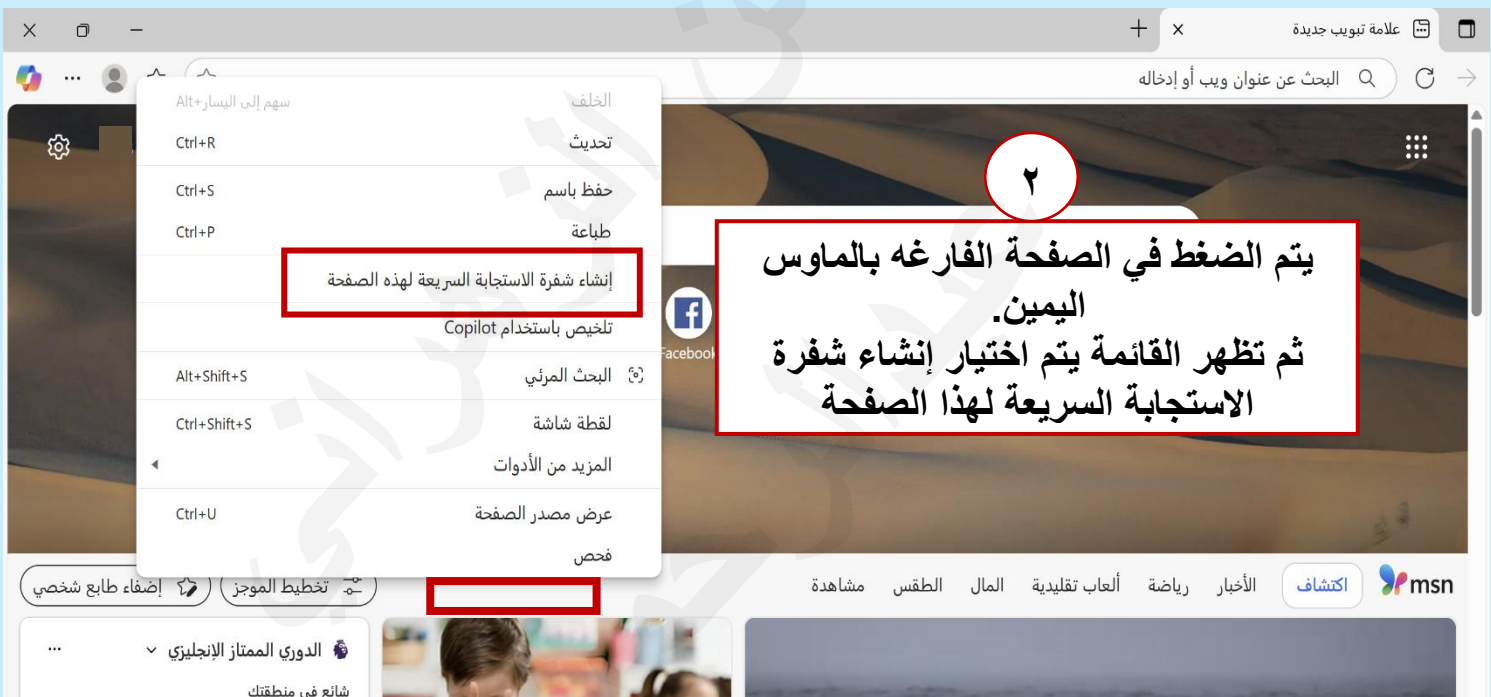 علامة تبويب جديدة
البحث عن عنوان ويب أو إدخاله
الخلف Alt+سهم إلى اليسار
تحديث Ctrl+R
حفظ باسم Ctrl+S
طباعة Ctrl+P
إنشاء شفرة الاستجابة السريعة لهذه الصفحة
تلخيص باستخدام Copilot
البحث المرئي Alt+Shift+S
لقطة شاشة Ctrl+Shift+S
المزيد من الأدوات
عرض مصدر الصفحة Ctrl+U
فحص
٢
يتم الضغط في الصفحة الفارغه بالماوس
اليمين.
ثم تظهر القائمة يتم اختيار إنشاء شفرة
الاستجابة السريعة لهذا الصفحة
Facebook
msn اكتشاف الأخبار رياضة ألعاب تقليدية المال الطقس مشاهدة
تخطيط الموجز إضفاء طابع شخصي
الدوري الممتاز الإنجليزي
شائع في منطقتك